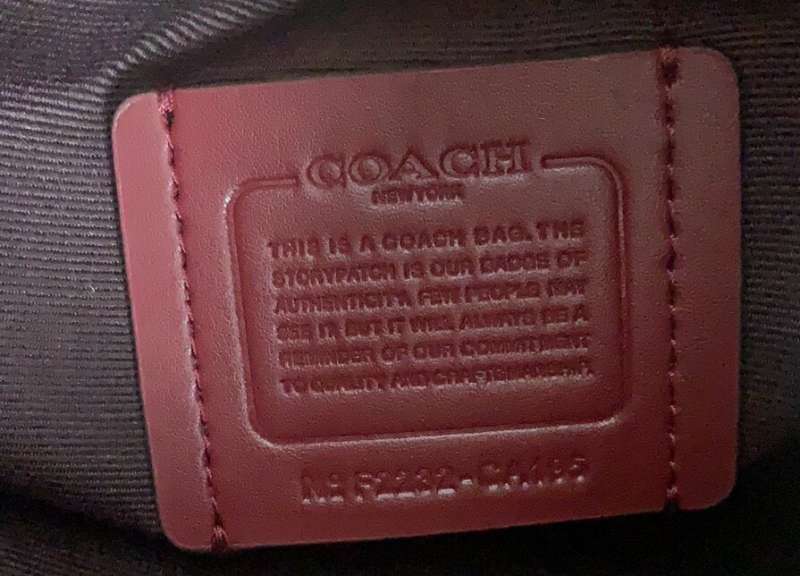 COACH
NEW YORK
THIS IS A COACH BAG. THE
STORYPATCH IS OUR BADGE OF
AUTHENTICITY. FEW PEOPLE MAY
SEE IT, BUT IT WILL ALWAYS BE A
REMINDER OF OUR COMMITMENT
TO QUALITY, AND CRAFTSMANSHIP.